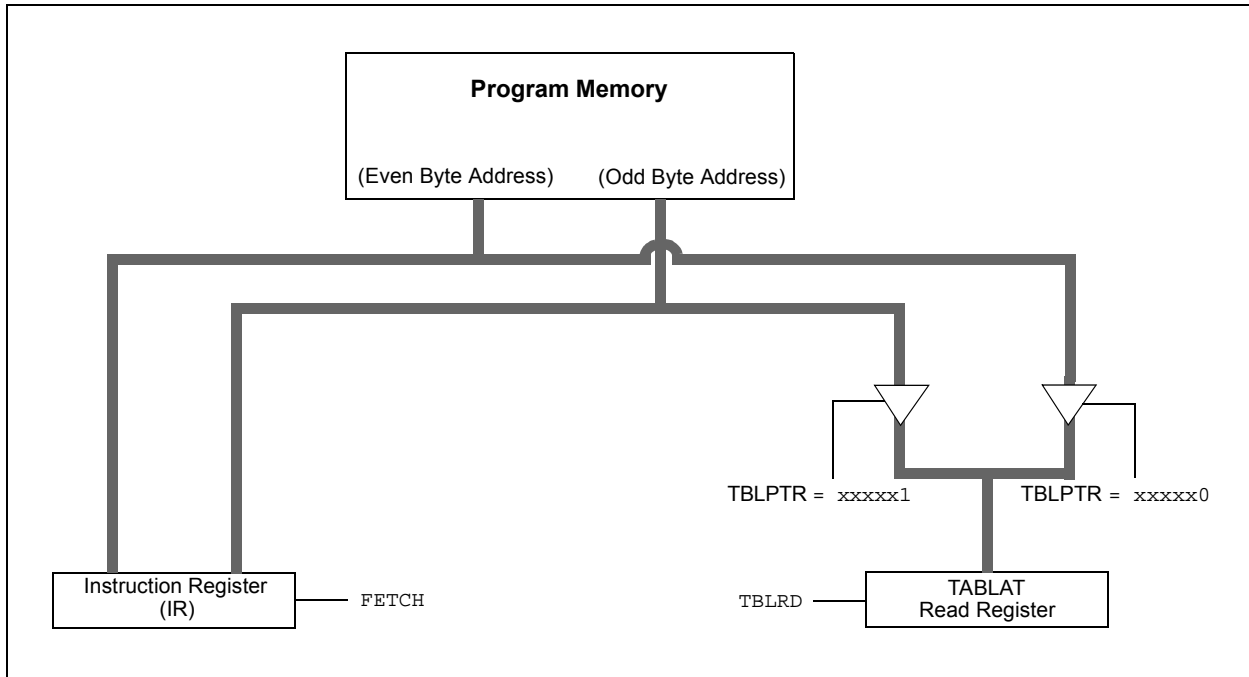 Program Memory
(Even Byte Address) (Odd Byte Address)
TBLPTR = xxxxx1 TBLPTR = xxxxx0
Instruction Register
(IR)
FETCH
TBLRD
TABLAT
Read Register